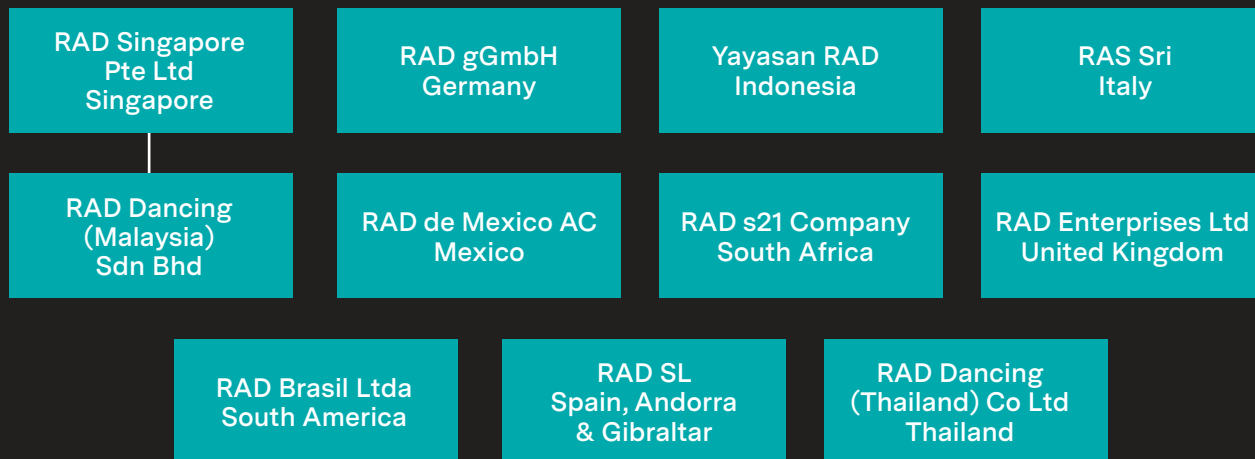 RAD Singapore
Pte Ltd
Singapore
RAD gGmbH
Germany
Yayasan RAD
Indonesia
RAS Sri
Italy
RAD Dancing
(Malaysia)
Sdn Bhd
RAD de Mexico AC
Mexico
RAD s21 Company
South Africa
RAD Enterprises Ltd
United Kingdom
RAD Brasil Ltda
South America
RAD SL
Spain, Andorra
& Gibraltar
RAD Dancing
(Thailand) Co Ltd
Thailand